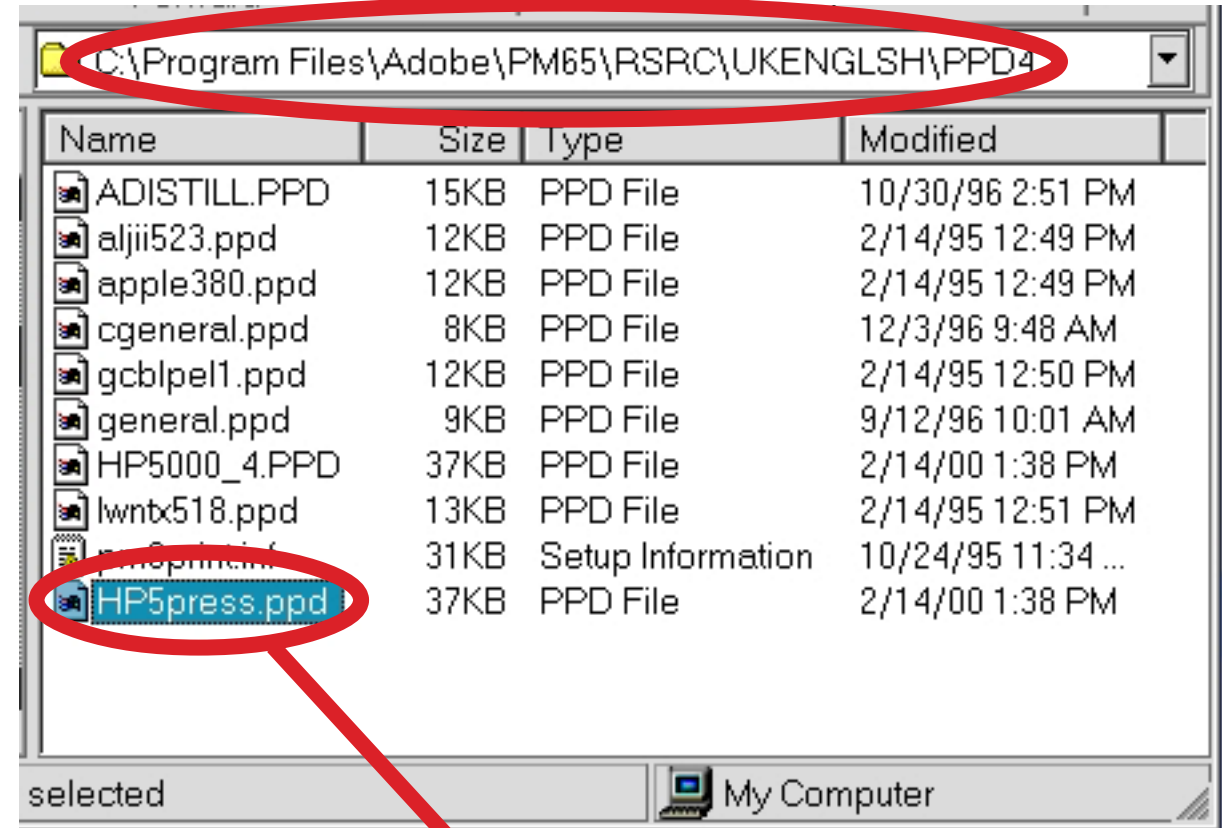 C:\Program Files\Adobe\PM65\RSRC\UKENGLSH\PPD4
Name Size Type Modified
ADISTILL.PPD 15KB PPD File 10/30/96 2:51 PM
aljiii523.ppd 12KB PPD File 2/14/95 12:49 PM
apple380.ppd 12KB PPD File 2/14/95 12:49 PM
cgeneral.ppd 8KB PPD File 12/3/96 9:48 AM
gcblpel1.ppd 12KB PPD File 2/14/95 12:50 PM
general.ppd 9KB PPD File 9/12/96 10:01 AM
HP5000_4.PPD 37KB PPD File 2/14/00 1:38 PM
lwntx518.ppd 13KB PPD File 2/14/95 12:51 PM
31KB Setup Information 10/24/95 11:34 ...
HP5press.ppd 37KB PPD File 2/14/00 1:38 PM
selected My Computer